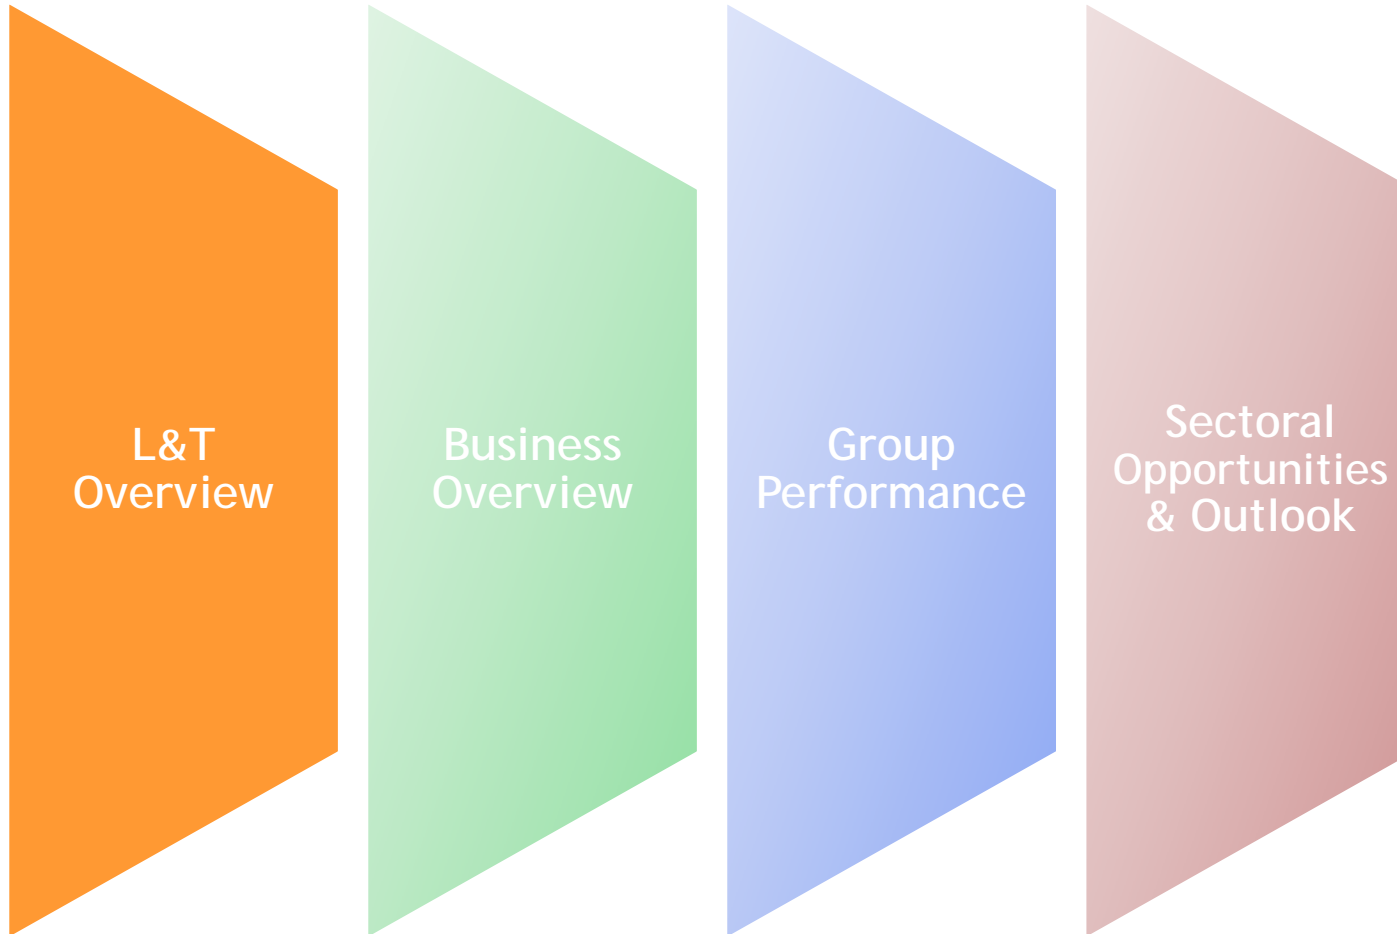 L&T
Overview
Business
Overview
Group
Performance
Sectoral
Opportunities
& Outlook